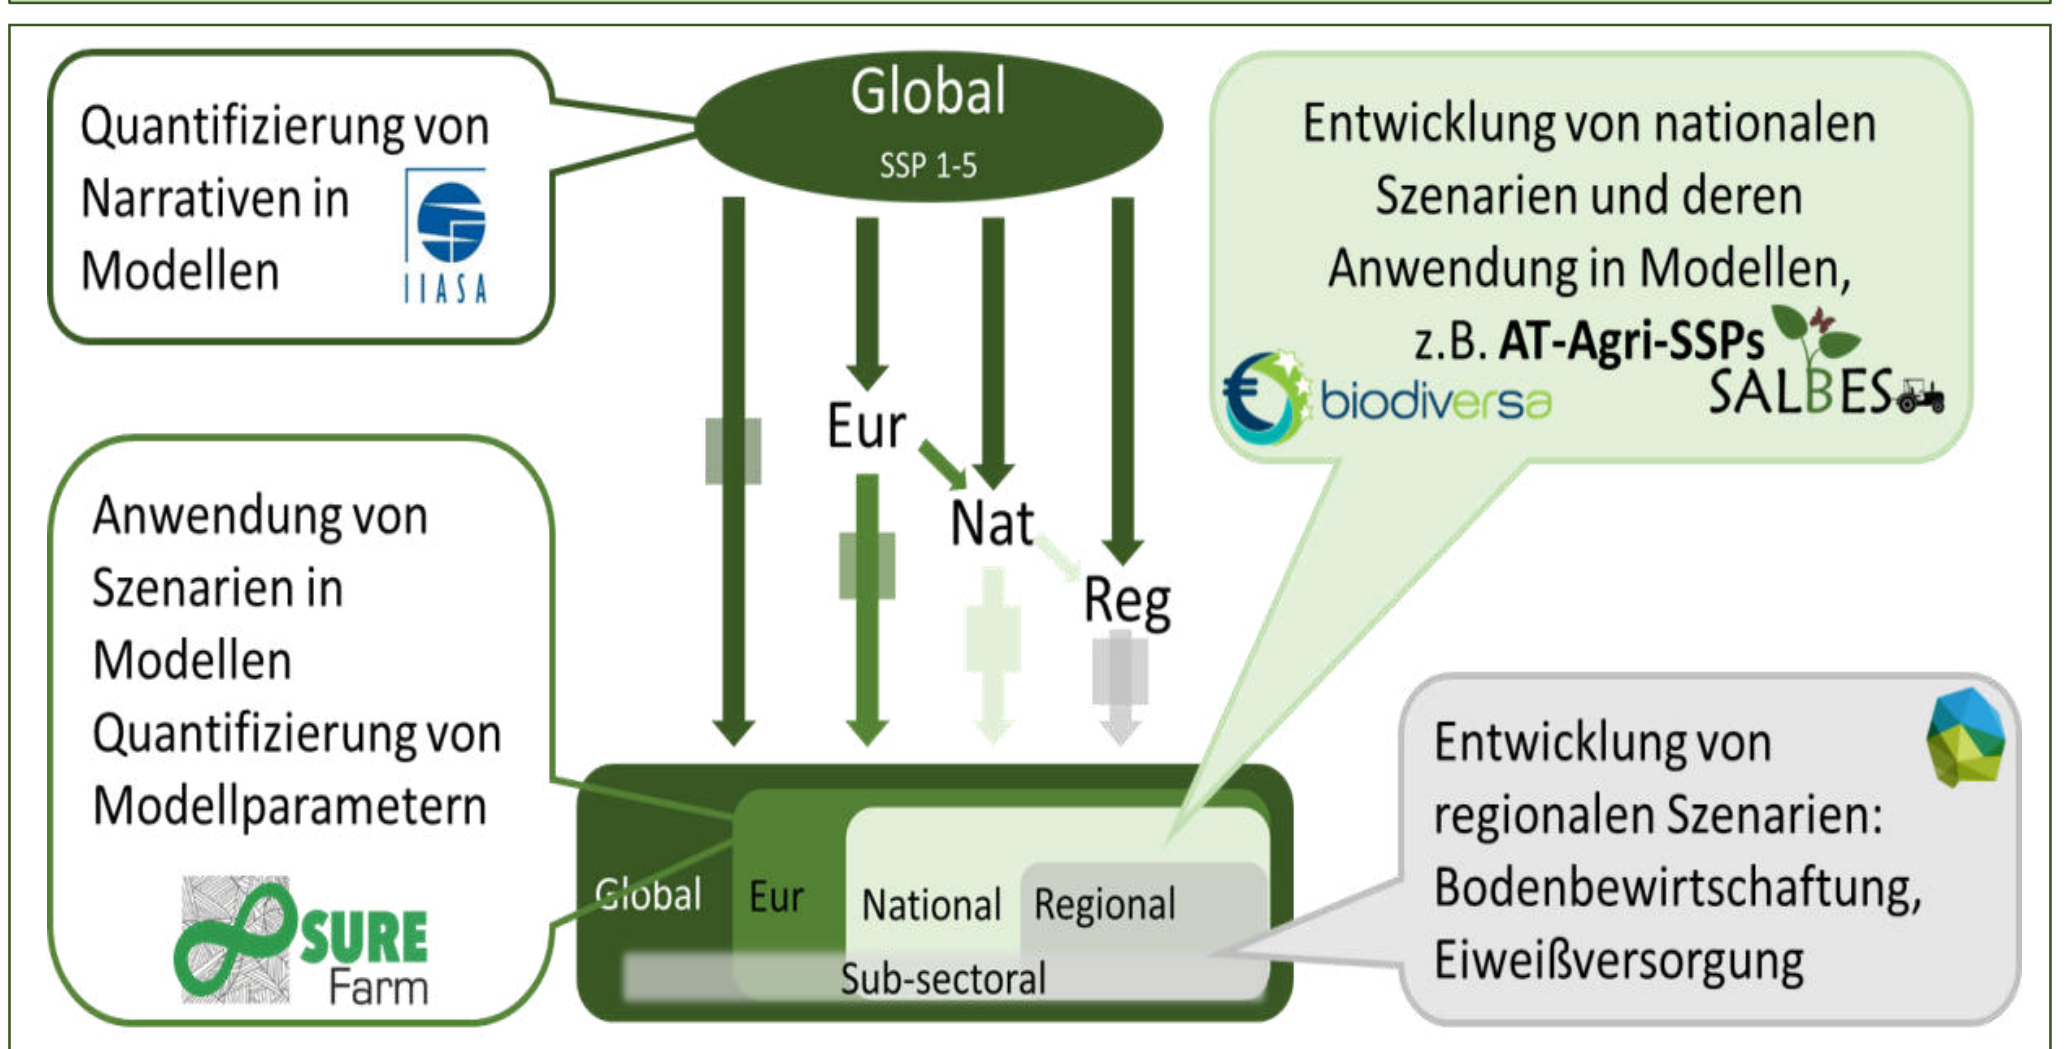 Quantifizierung von
Narrativen in
Modellen
IIASA
Global
SSP 1-5
Entwicklung von nationalen
Szenarien und deren
Anwendung in Modellen,
z.B. AT-Agri-SSPs
biodiversa
SALBES
Eur
Nat
Reg
Anwendung von
Szenarien in
Modellen
Quantifizierung von
Modellparametern
SURE
Farm
Global
Eur
National
Regional
Sub-sectoral
Entwicklung von
regionalen Szenarien:
Bodenbewirtschaftung,
Eiweißversorgung